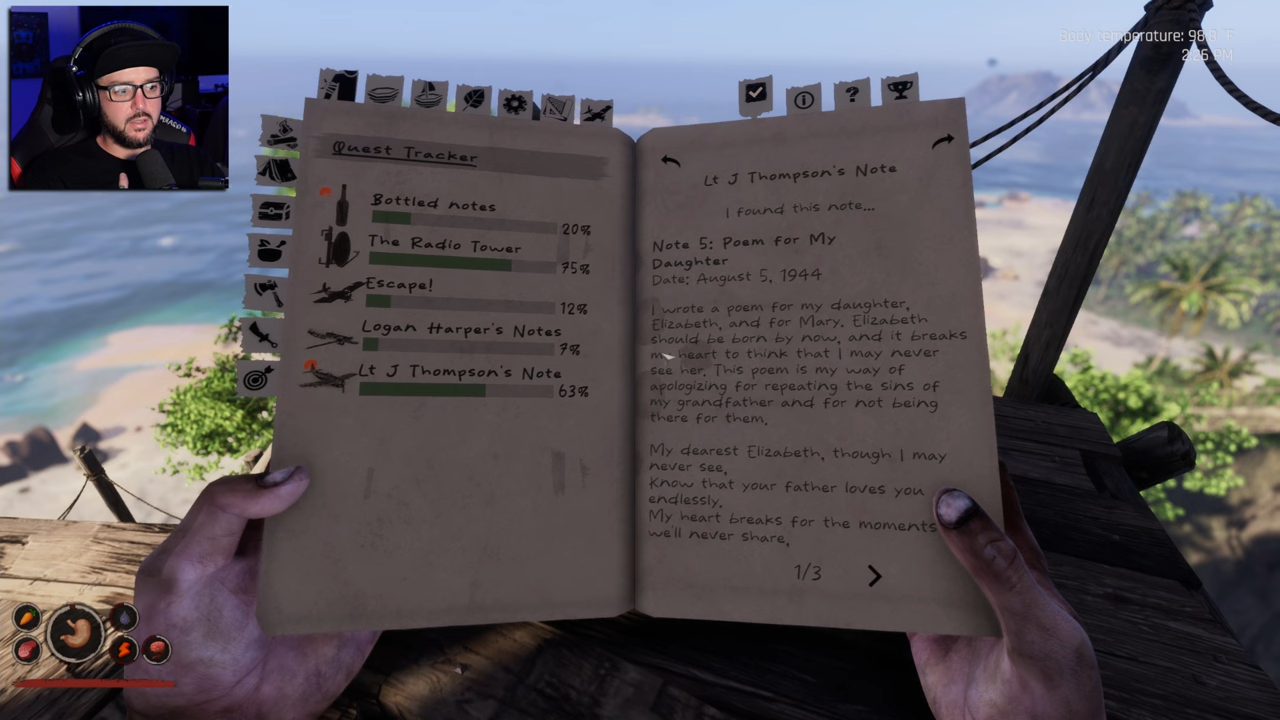 Body temperature: 98.8 °F
2:26 PM
Quest Tracker
Bottled notes
20%
The Radio Tower
75%
Escape!
12%
Logan Harper's Notes
7%
Lt J Thompson's Note
63%
Lt J Thompson's Note
I found this note...
Note 5: Poem for My
Daughter
Date: August 5, 1944
I wrote a poem for my daughter,
Elizabeth, and for Mary. Elizabeth
should be born by now, and it breaks
my heart to think that I may never
see her. This poem is my way of
apologizing for repeating the sins of
my grandfather and for not being
there for them.
My dearest Elizabeth, though I may
never see,
Know that your father loves you
endlessly.
My heart breaks for the moments
we'll never share,
1/3